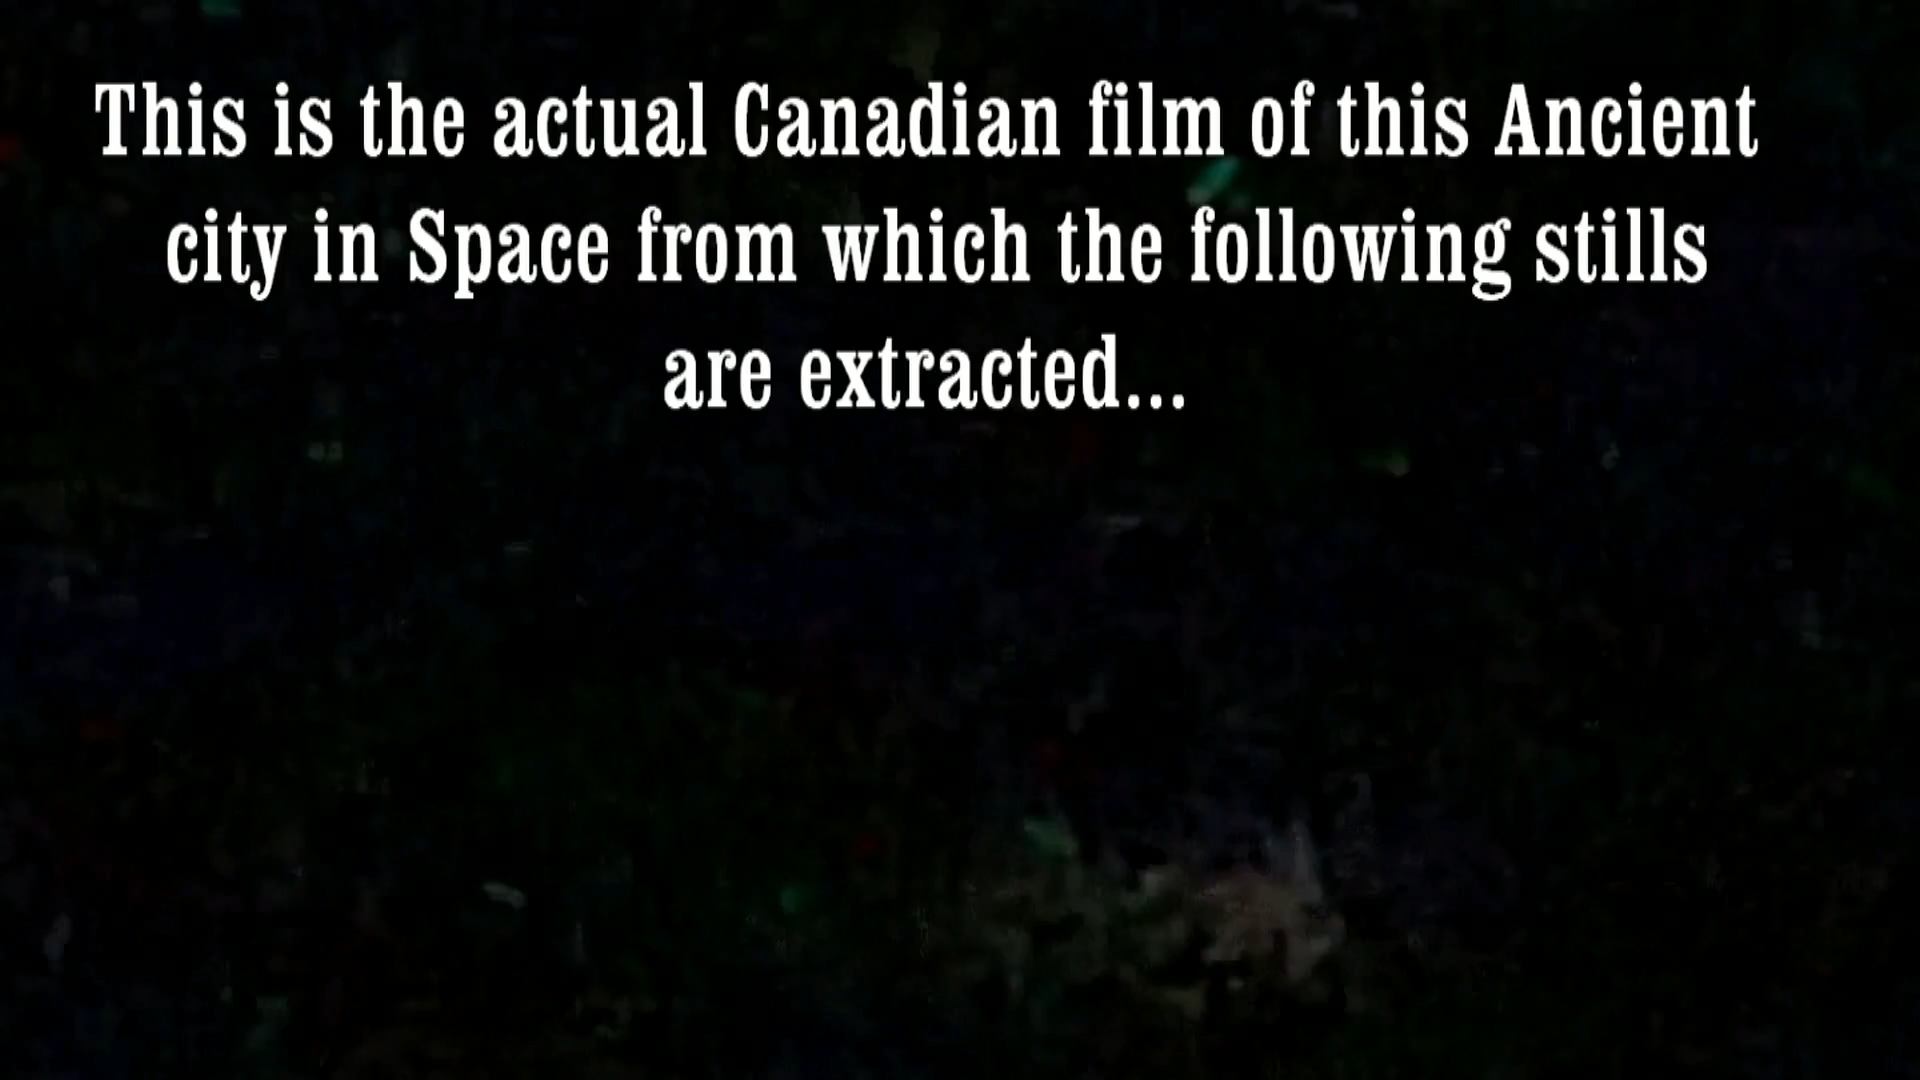 This is the actual Canadian film of this Ancient
city in Space from which the following stills
are extracted...